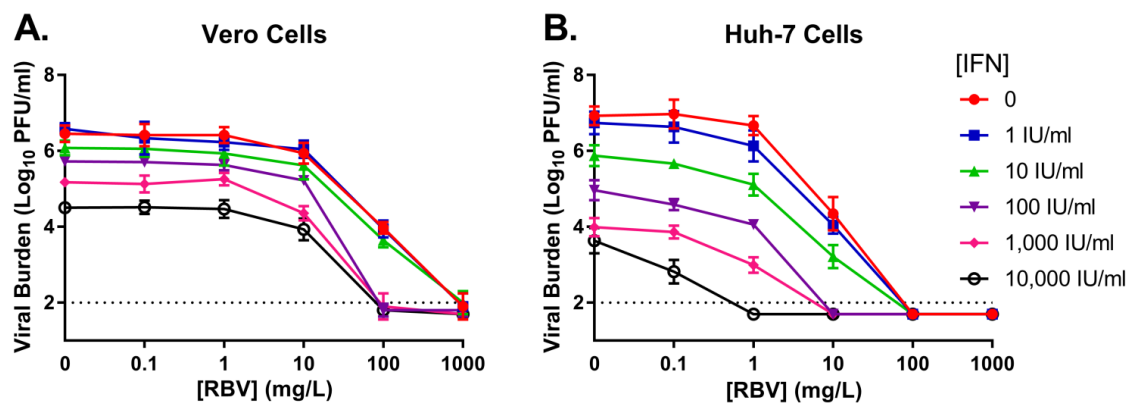 A.
Vero Cells
Viral Burden (Log10 PFU/ml)
8
6
4
2
0 0.1 1 10 100 1000
[RBV] (mg/L)
B.
Huh-7 Cells
Viral Burden (Log10 PFU/ml)
8
6
4
2
0 0.1 1 10 100 1000
[RBV] (mg/L)
[IFN]
0
1 IU/ml
10 IU/ml
100 IU/ml
1,000 IU/ml
10,000 IU/ml